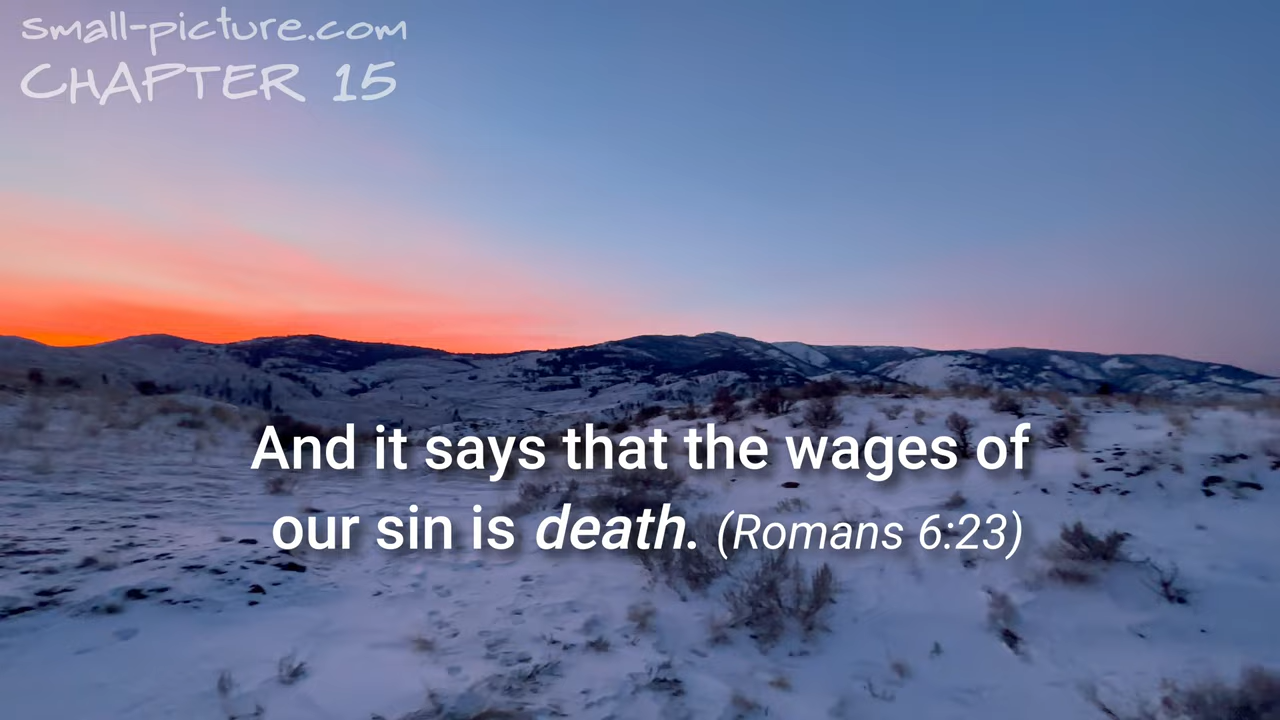 small-picture.com
CHAPTER 15
And it says that the wages of
our sin is death. (Romans 6:23)